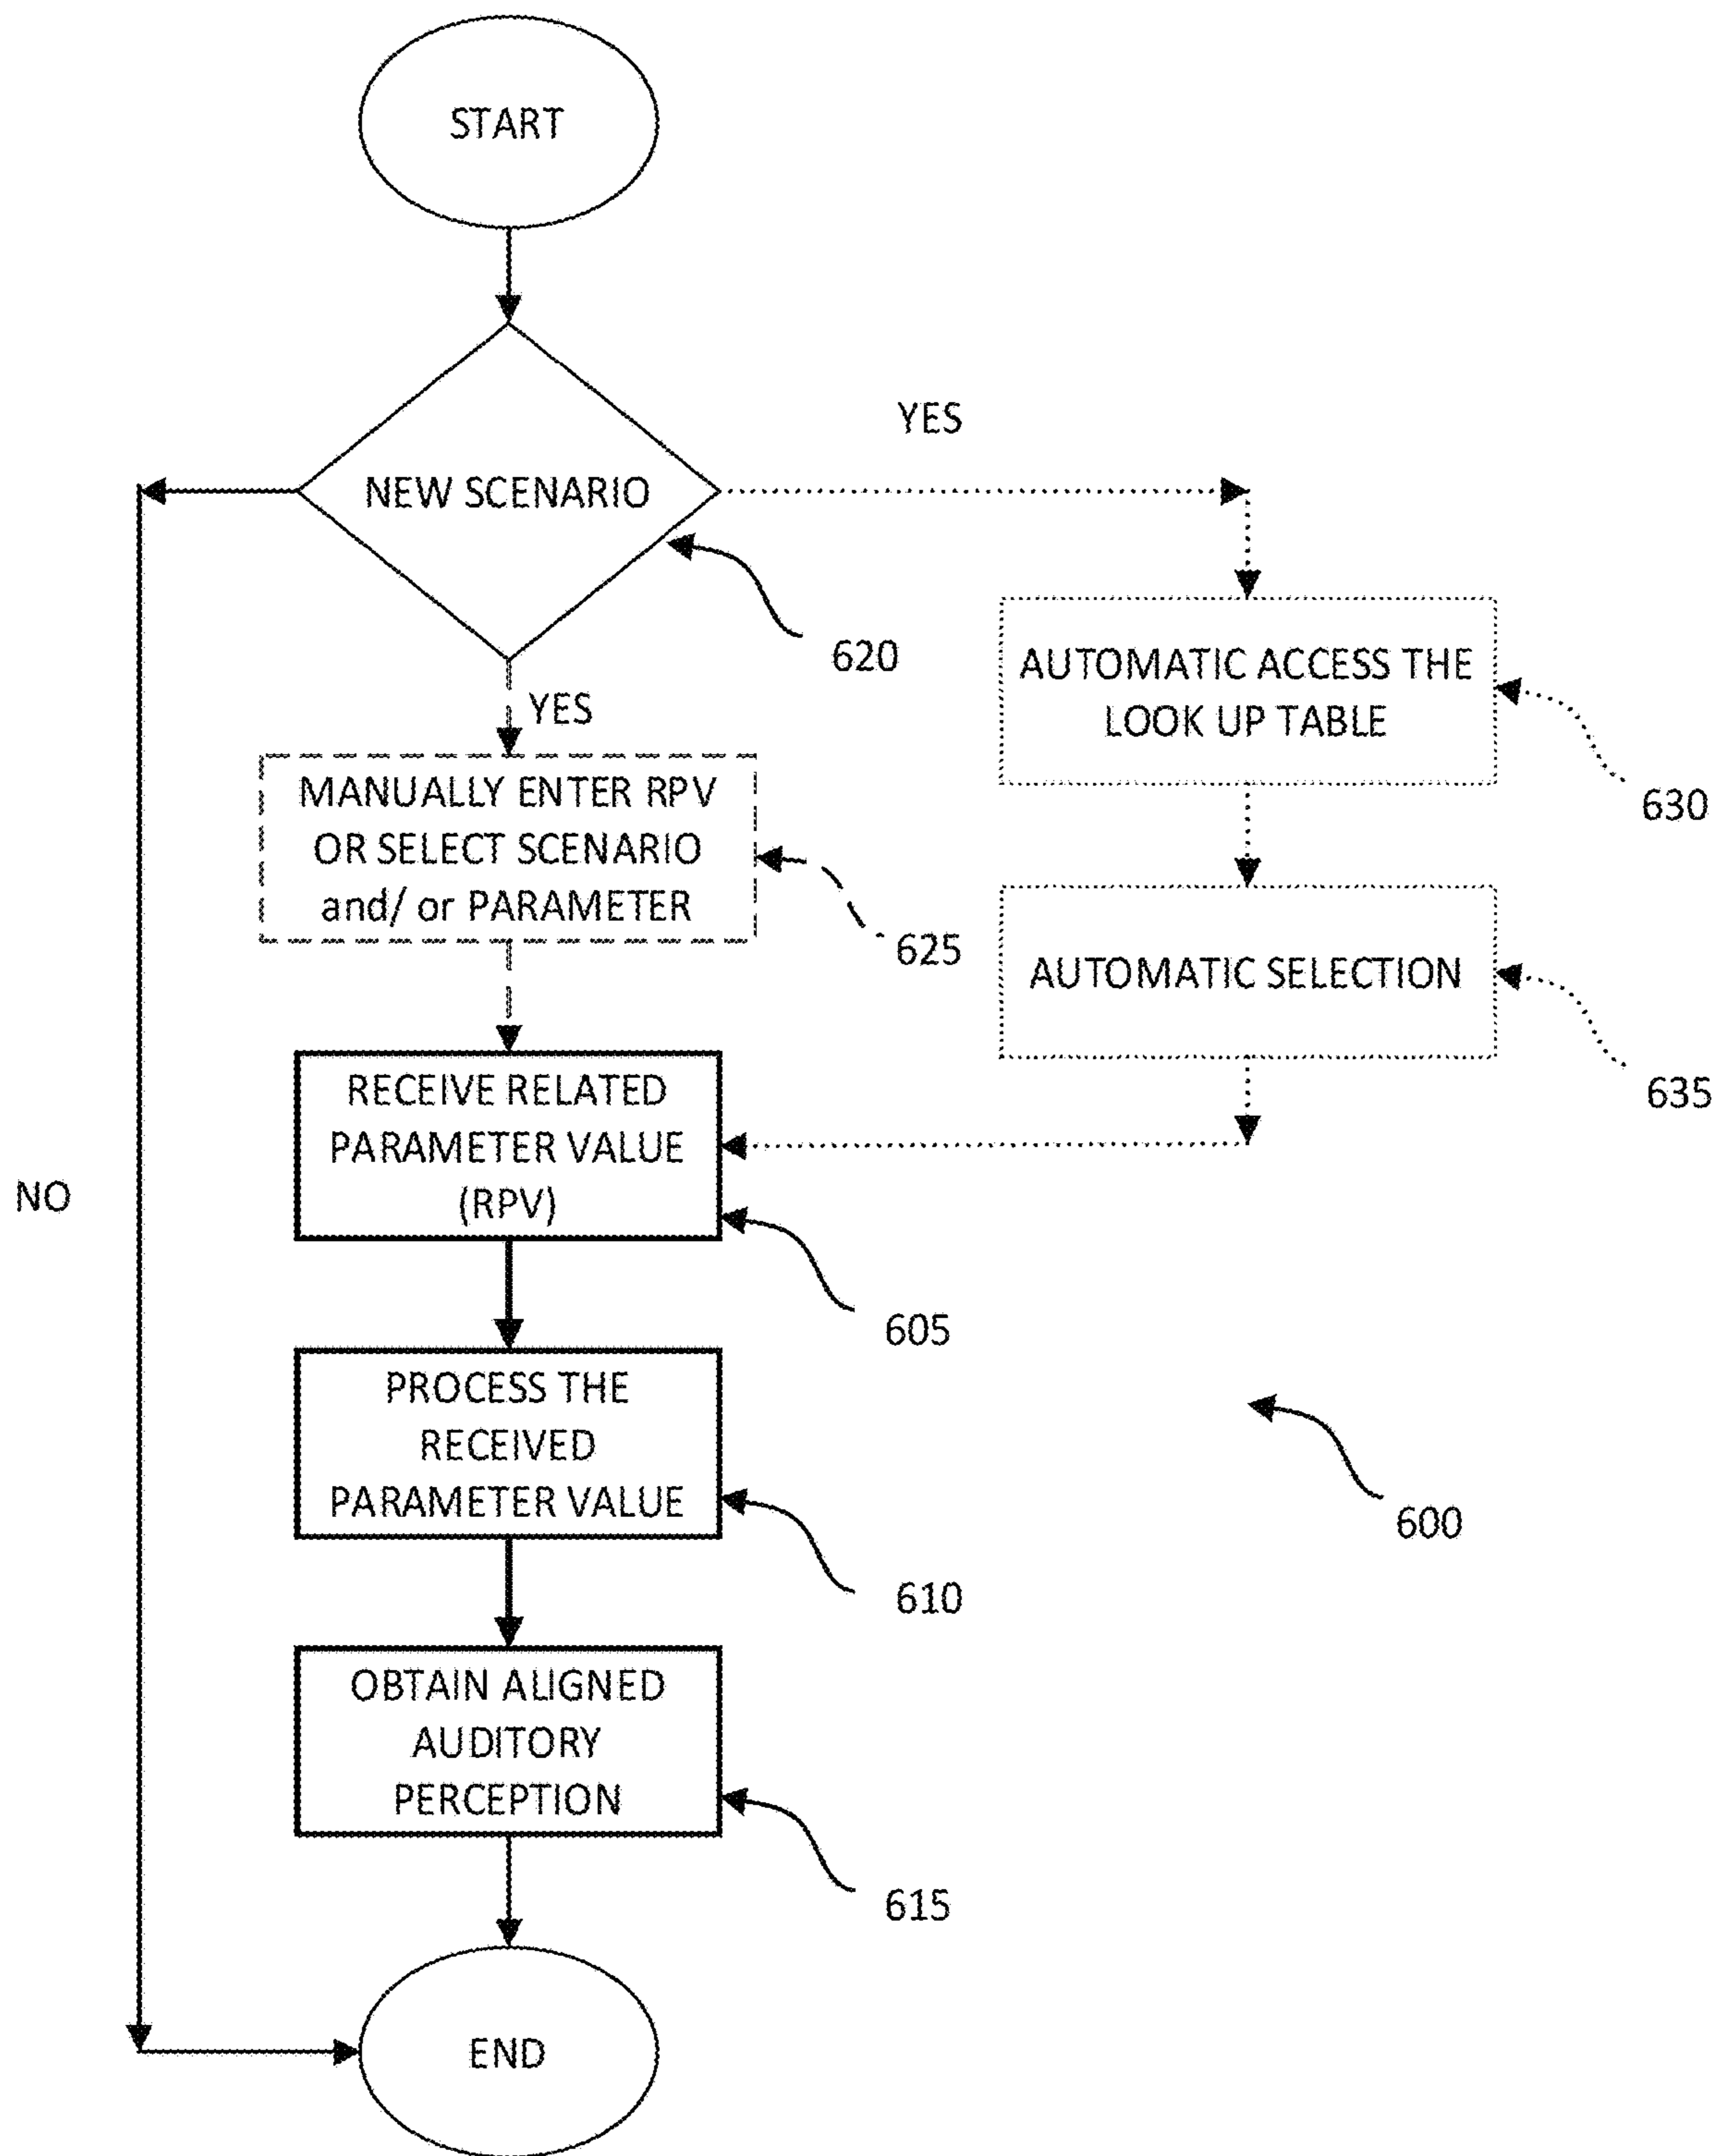 START
YES
NEW SCENARIO
620
YES
AUTOMATIC ACCESS THE
LOOK UP TABLE
630
MANUALLY ENTER RPV
OR SELECT SCENARIO
and/ or PARAMETER
625
AUTOMATIC SELECTION
635
RECEIVE RELATED
PARAMETER VALUE
(RPV)
605
NO
PROCESS THE
RECEIVED
PARAMETER VALUE
610
600
OBTAIN ALIGNED
AUDITORY
PERCEPTION
615
END